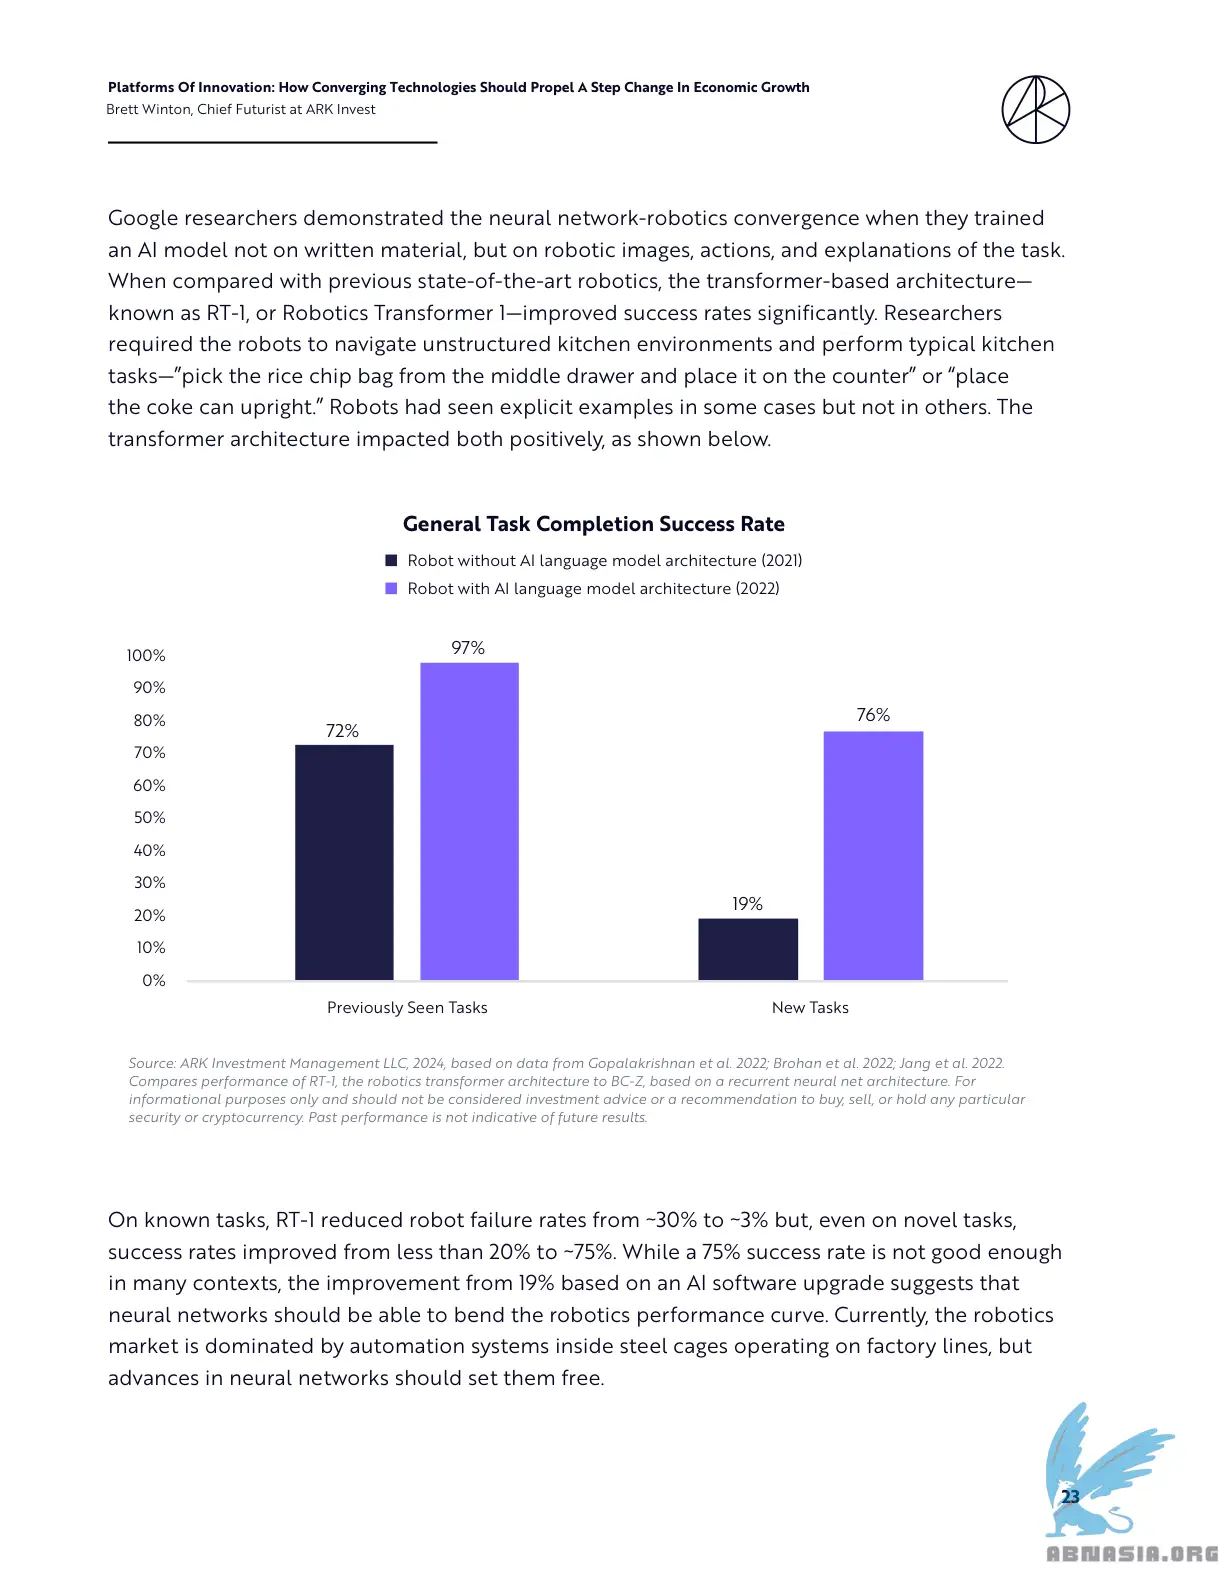 Platforms Of Innovation: How Converging Technologies Should Propel A Step Change In Economic Growth
Brett Winton, Chief Futurist at ARK Invest
Google researchers demonstrated the neural network-robotics convergence when they trained
an AI model not on written material, but on robotic images, actions, and explanations of the task.
When compared with previous state-of-the-art robotics, the transformer-based architecture—
known as RT-1, or Robotics Transformer 1—improved success rates significantly. Researchers
required the robots to navigate unstructured kitchen environments and perform typical kitchen
tasks—”pick the rice chip bag from the middle drawer and place it on the counter” or “place
the coke can upright.” Robots had seen explicit examples in some cases but not in others. The
transformer architecture impacted both positively, as shown below.
General Task Completion Success Rate
Robot without AI language model architecture (2021)
Robot with AI language model architecture (2022)
100%
90%
80%
70%
60%
50%
40%
30%
20%
10%
0%
72%
97%
19%
76%
Previously Seen Tasks
New Tasks
Source: ARK Investment Management LLC, 2024, based on data from Gopalakrishnan et al. 2022; Brohan et al. 2022; Jang et al. 2022.
Compares performance of RT-1, the robotics transformer architecture to BC-Z, based on a recurrent neural net architecture. For
informational purposes only and should not be considered investment advice or a recommendation to buy, sell, or hold any particular
security or cryptocurrency. Past performance is not indicative of future results.
On known tasks, RT-1 reduced robot failure rates from ~30% to ~3% but, even on novel tasks,
success rates improved from less than 20% to ~75%. While a 75% success rate is not good enough
in many contexts, the improvement from 19% based on an AI software upgrade suggests that
neural networks should be able to bend the robotics performance curve. Currently, the robotics
market is dominated by automation systems inside steel cages operating on factory lines, but
advances in neural networks should set them free.
23
ABNASIA.ORG